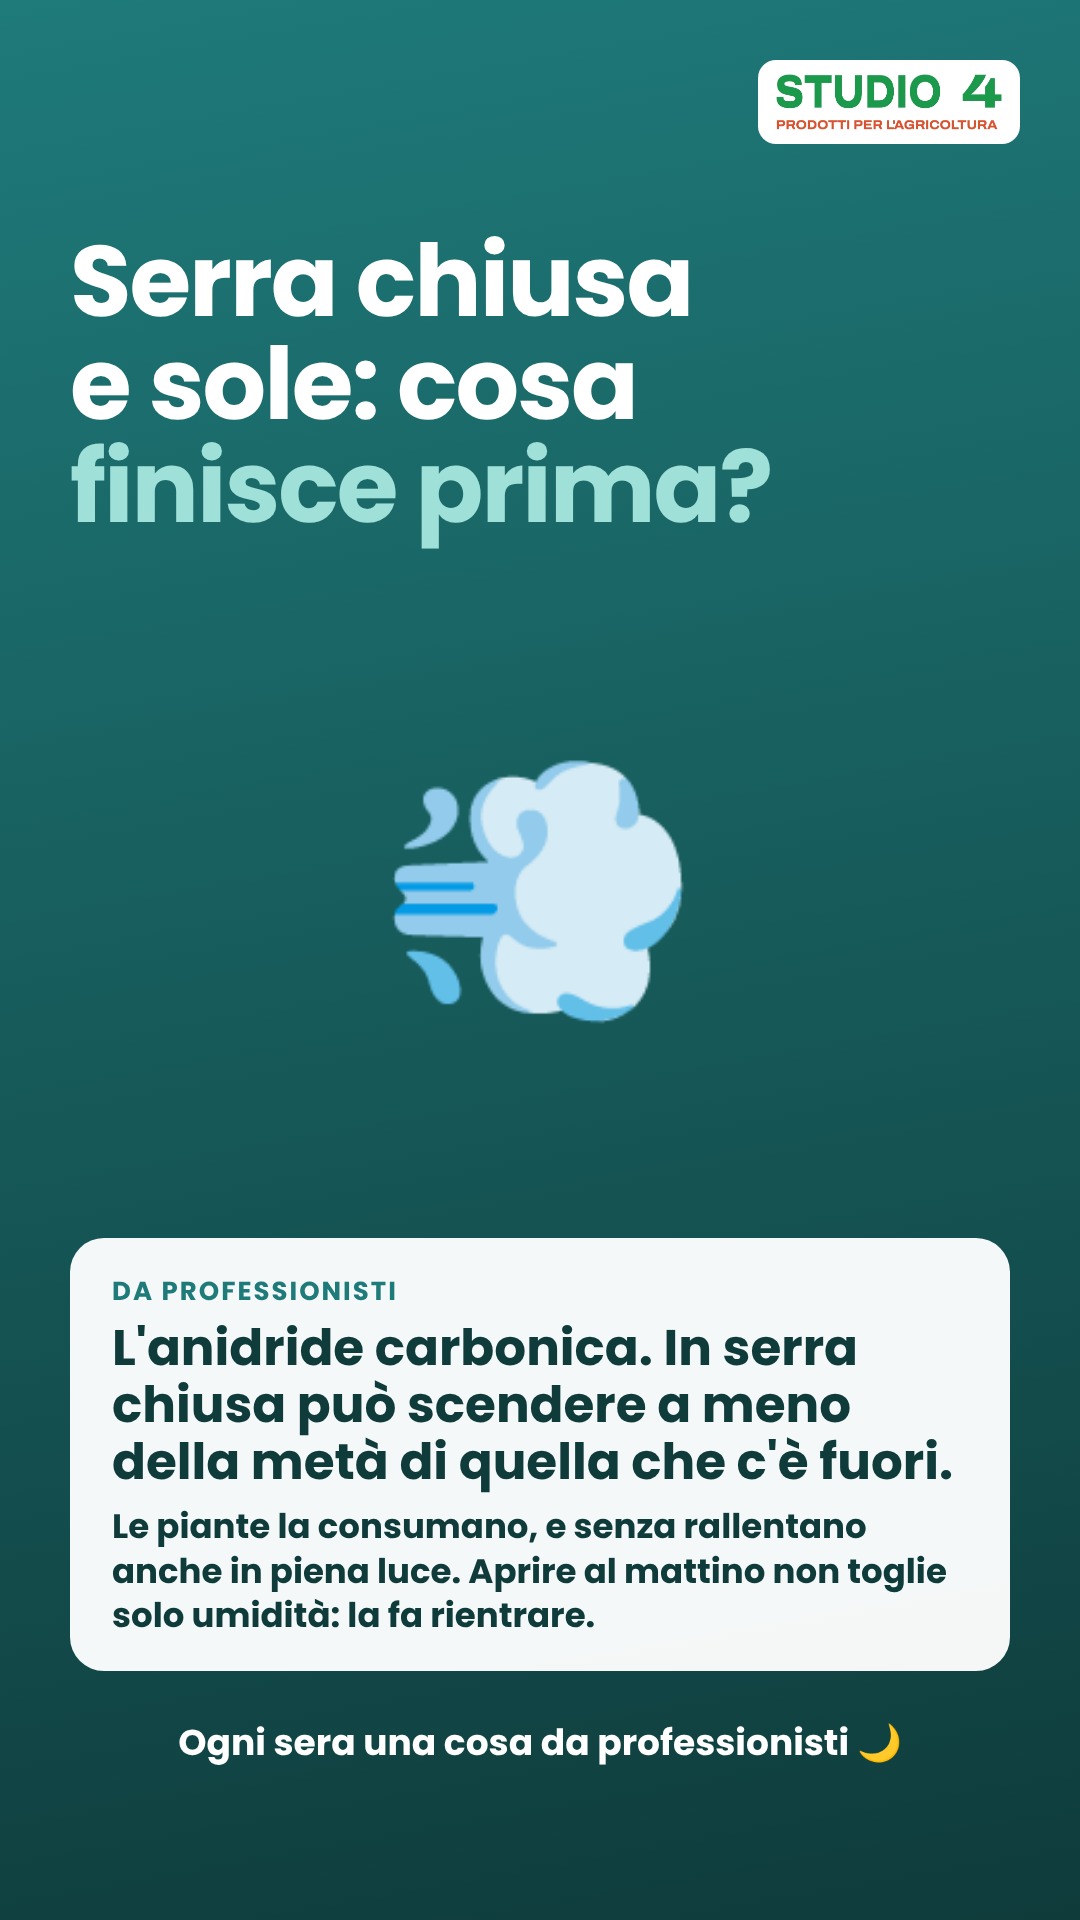 STUDIO 4
PRODOTTI PER L'AGRICOLTURA
Serra chiusa
e sole: cosa
finisce prima?
DA PROFESSIONISTI
L'anidride carbonica. In serra
chiusa può scendere a meno
della metà di quella che c'è fuori.
Le piante la consumano, e senza rallentano
anche in piena luce. Aprire al mattino non toglie
solo umidità: la fa rientrare.
Ogni sera una cosa da professionisti 🌙